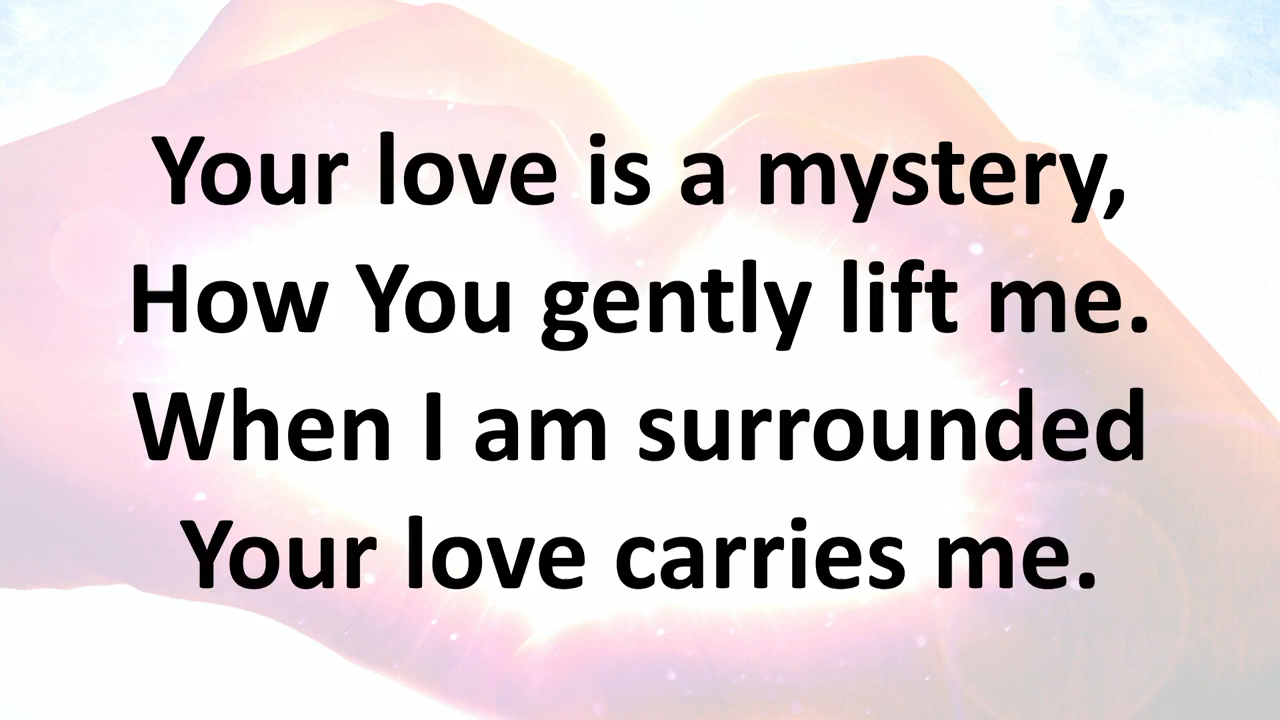 Your love is a mystery,
How You gently lift me.
When I am surrounded
Your love carries me.